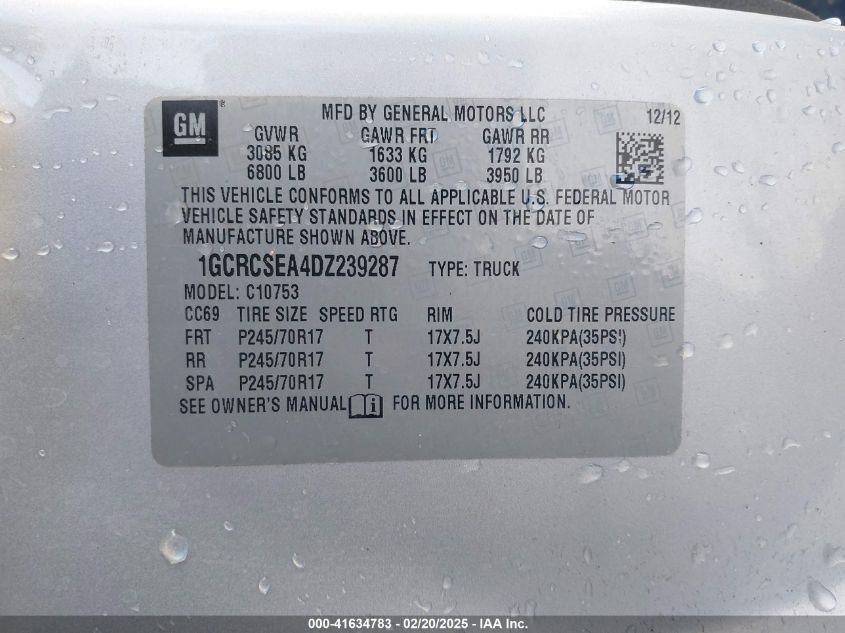 GM ®
MFD BY GENERAL MOTORS LLC 12/12
GVWR GAWR FRT GAWR RR
3085 KG 1633 KG 1792 KG
6800 LB 3600 LB 3950 LB
THIS VEHICLE CONFORMS TO ALL APPLICABLE U.S. FEDERAL MOTOR
VEHICLE SAFETY STANDARDS IN EFFECT ON THE DATE OF
MANUFACTURE SHOWN ABOVE.
1GCRCSEA4DZ239287 TYPE: TRUCK
MODEL: C10753
CC69 TIRE SIZE SPEED RTG RIM COLD TIRE PRESSURE
FRT P245/70R17 T 17X7.5J 240KPA(35PSI)
RR P245/70R17 T 17X7.5J 240KPA(35PSI)
SPA P245/70R17 T 17X7.5J 240KPA(35PSI)
SEE OWNER'S MANUAL i FOR MORE INFORMATION.
000-41634783 - 02/20/2025 - IAA Inc.